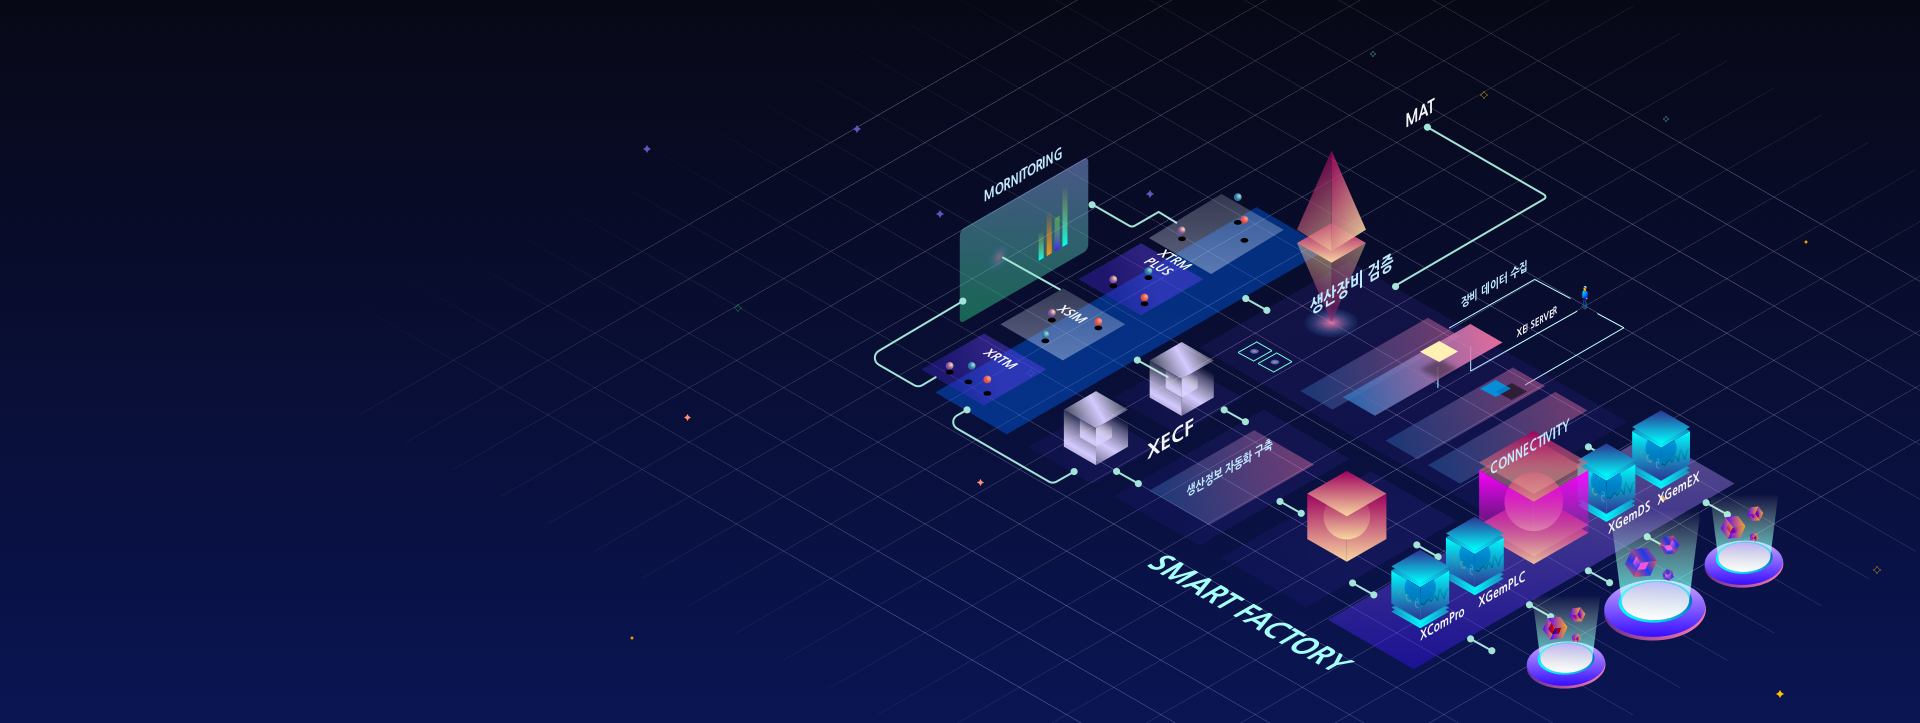 MAT
MORNITORING
XTRM
PLUS
생산장비 검증
장비 데이터 수집
XSIM
XEI SERVER
XRTM
XECF
CONNECTIVITY
생산정보 자동화 구축
XGemEX
XGemDS
XGemPLC
XComPro
SMART FACTORY